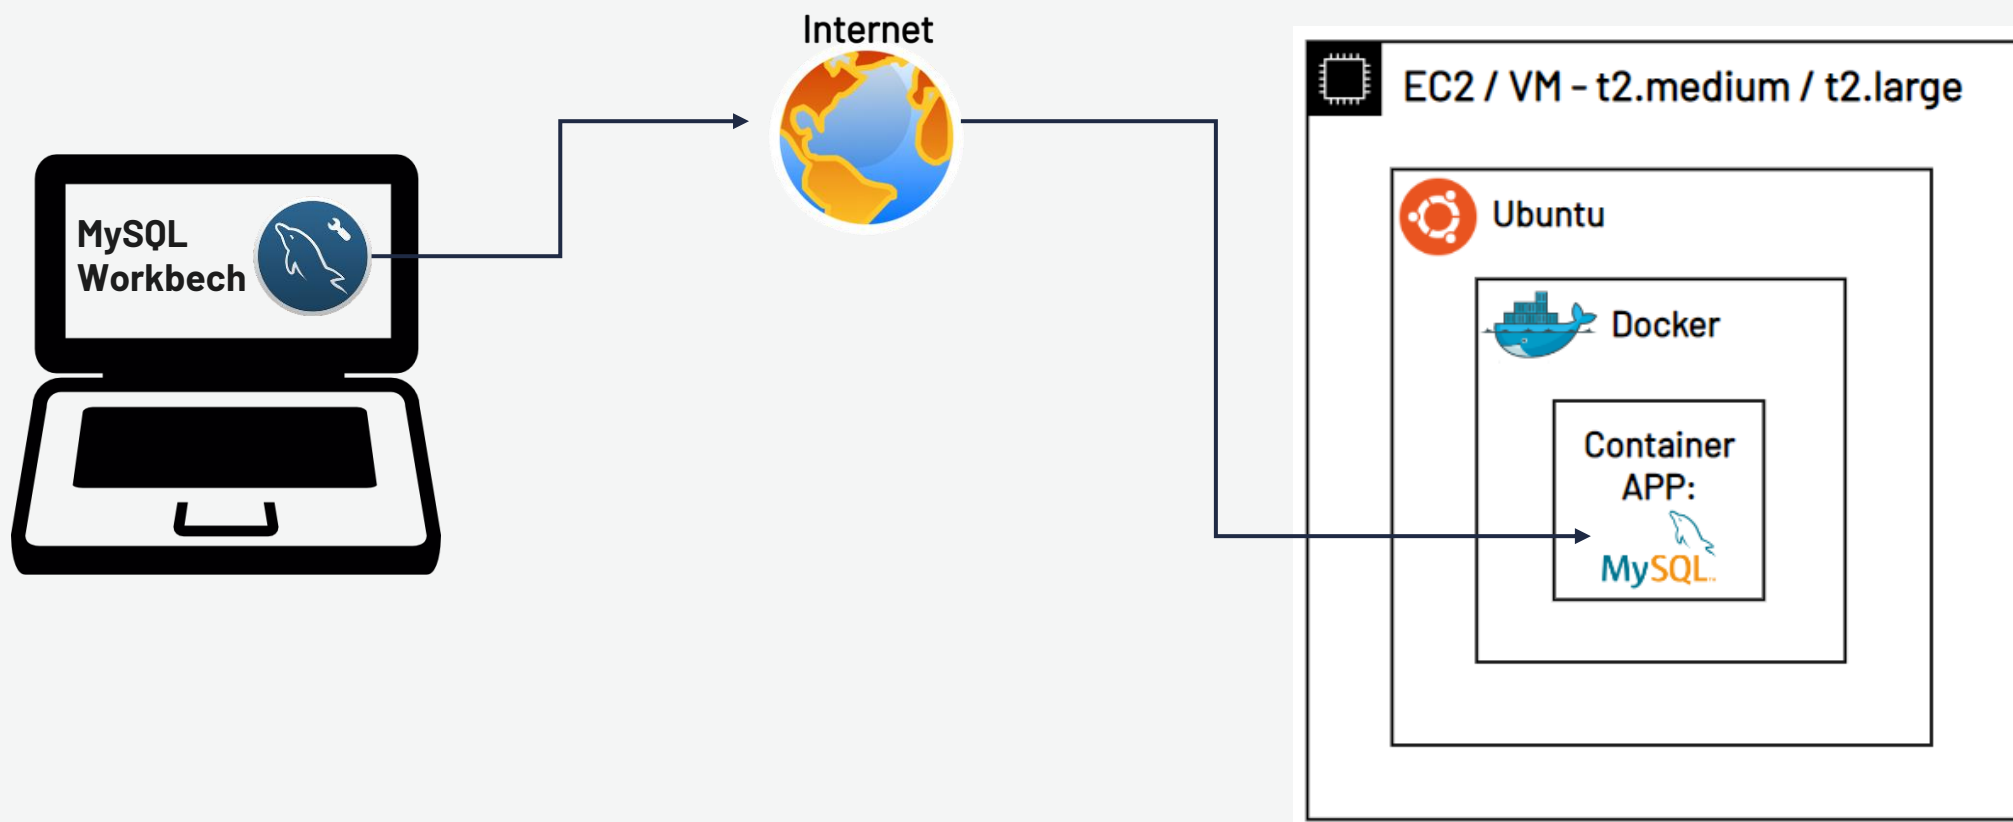 Internet
EC2 / VM - t2.medium / t2.large
MySQL
Workbech
Ubuntu
Docker
Container
APP:
MySQL